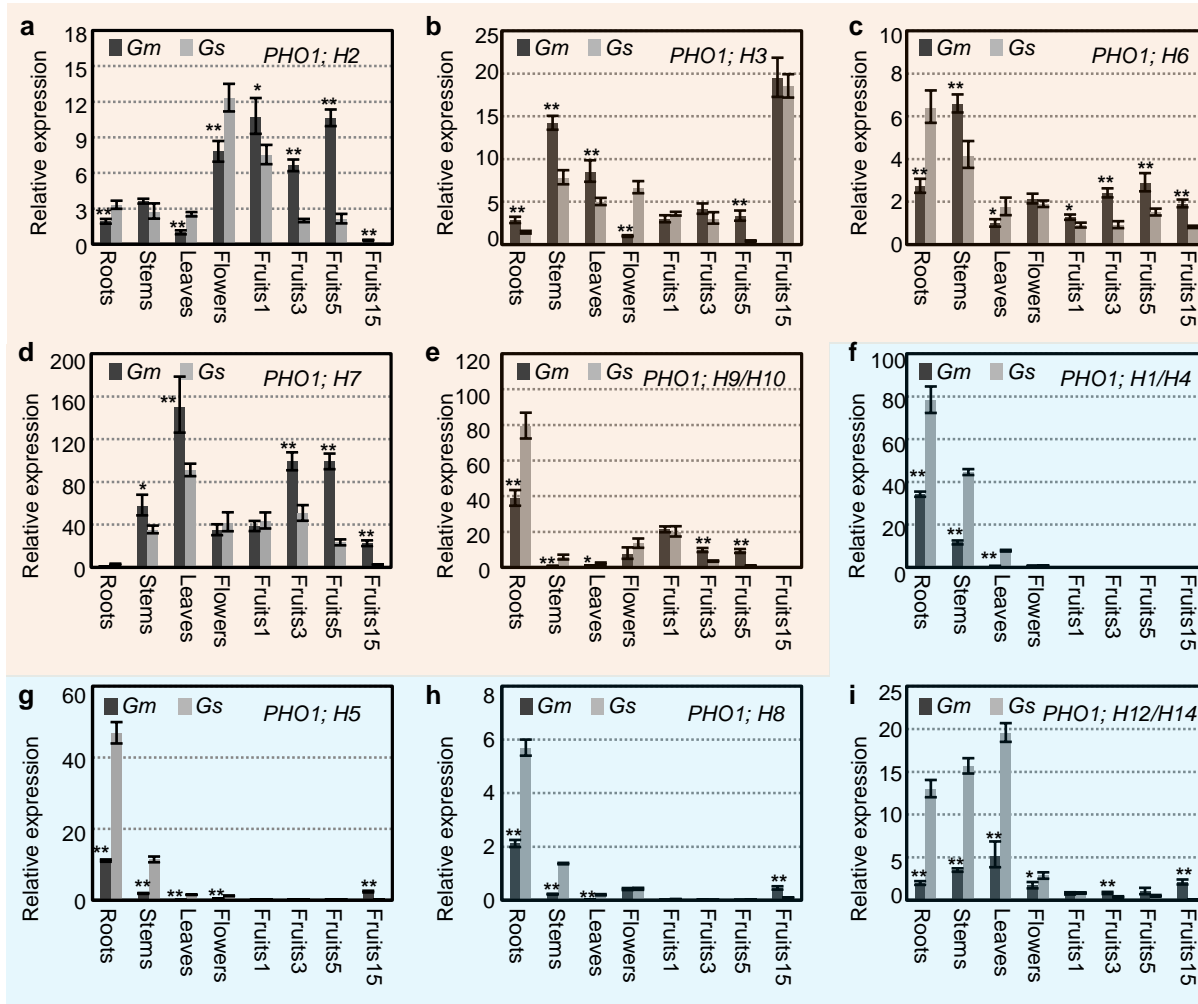 a
Gm Gs
PHO1; H2
Relative expression
18
15
12
9
6
3
0
**
**
**
*
**
**
**
Roots
Stems
Leaves
Flowers
Fruits1
Fruits3
Fruits5
Fruits15
b
Gm Gs
PHO1; H3
Relative expression
25
20
15
10
5
0
**
**
**
**
**
Roots
Stems
Leaves
Flowers
Fruits1
Fruits3
Fruits5
Fruits15
c
Gm Gs
PHO1; H6
Relative expression
10
8
6
4
2
0
**
**
*
*
**
**
**
Roots
Stems
Leaves
Flowers
Fruits1
Fruits3
Fruits5
Fruits15
d
Gm Gs
PHO1; H7
Relative expression
200
160
120
80
40
0
*
**
**
**
**
Roots
Stems
Leaves
Flowers
Fruits1
Fruits3
Fruits5
Fruits15
e
Gm Gs
PHO1; H9/H10
Relative expression
120
100
80
60
40
20
0
**
**
*
**
**
Roots
Stems
Leaves
Flowers
Fruits1
Fruits3
Fruits5
Fruits15
f
Gm Gs
PHO1; H1/H4
Relative expression
100
80
60
40
20
0
**
**
**
Roots
Stems
Leaves
Flowers
Fruits1
Fruits3
Fruits5
Fruits15
g
Gm Gs
PHO1; H5
Relative expression
60
40
20
0
**
**
**
**
**
Roots
Stems
Leaves
Flowers
Fruits1
Fruits3
Fruits5
Fruits15
h
Gm Gs
PHO1; H8
Relative expression
8
6
4
2
0
**
**
**
**
Roots
Stems
Leaves
Flowers
Fruits1
Fruits3
Fruits5
Fruits15
i
Gm Gs
PHO1; H12/H14
Relative expression
25
20
15
10
5
0
**
**
**
*
**
**
Roots
Stems
Leaves
Flowers
Fruits1
Fruits3
Fruits5
Fruits15